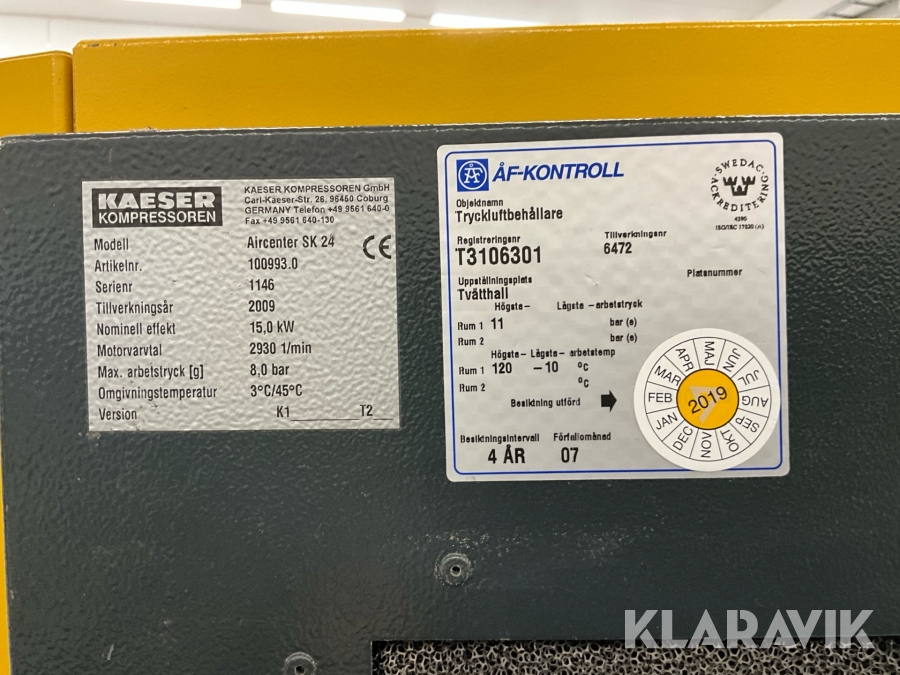 KAESER
KOMPRESSOREN
KAESER KOMPRESSOREN GmbH
Carl-Kaeser-Str. 26, 96450 Coburg
GERMANY Telefon +49 9561 640-0
Fax +49 9561 640-130
Modell Aircenter SK 24
CE
Artikelnr. 100993.0
Serienr 1146
Tillverkningsår 2009
Nominell effekt 15,0 kW
Motorvarvtal 2930 1/min
Max. arbetstryck [g] 8,0 bar
Omgivningstemperatur 3°C/45°C
Version K1 T2
ÅF ÅF-KONTROLL
SWEDAC
ACKREDITERING
4396
ISO/IEC 17020 (A)
Objektnamn
Tryckluftbehållare
Registreringsnr Tillverkningsnr
T3106301 6472
Uppställningsplats Platsnummer
Tvätthall
Högsta- Lägsta - arbetstryck
Rum 1 11 bar (e)
Rum 2 bar (e)
Högsta- Lägsta - arbetstemp
Rum 1 120 -10 °C
Rum 2 °C
Besiktning utförd
Besiktningsintervall Förfallomånad
4 ÅR 07
JAN FEB MAR APR MAJ JUN JUL AUG SEP OKT NOV DEC
2019
KLARAVIK